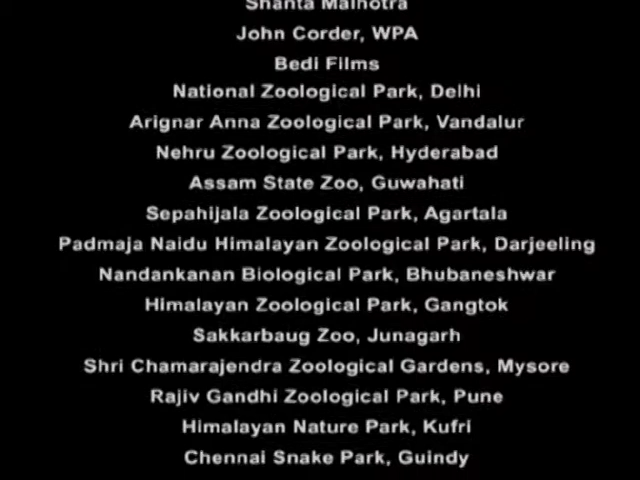 Shanta Malhotra
John Corder, WPA
Bedi Films
National Zoological Park, Delhi
Arignar Anna Zoological Park, Vandalur
Nehru Zoological Park, Hyderabad
Assam State Zoo, Guwahati
Sepahijala Zoological Park, Agartala
Padmaja Naidu Himalayan Zoological Park, Darjeeling
Nandankanan Biological Park, Bhubaneshwar
Himalayan Zoological Park, Gangtok
Sakkarbaug Zoo, Junagarh
Shri Chamarajendra Zoological Gardens, Mysore
Rajiv Gandhi Zoological Park, Pune
Himalayan Nature Park, Kufri
Chennai Snake Park, Guindy